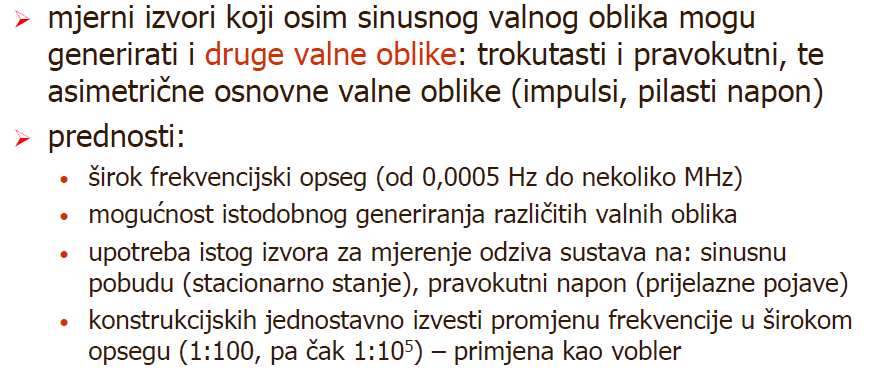 ➢ mjerni izvori koji osim sinusnog valnog oblika mogu
generirati i druge valne oblike: trokutasti i pravokutni, te
asimetrične osnovne valne oblike (impulsi, pilasti napon)
➢ prednosti:
• širok frekvencijski opseg (od 0,0005 Hz do nekoliko MHz)
• mogućnost istodobnog generiranja različitih valnih oblika
• upotreba istog izvora za mjerenje odziva sustava na: sinusnu
pobudu (stacionarno stanje), pravokutni napon (prijelazne pojave)
• konstrukcijskih jednostavno izvesti promjenu frekvencije u širokom
opsegu (1:100, pa čak 1:10⁵) – primjena kao vobler